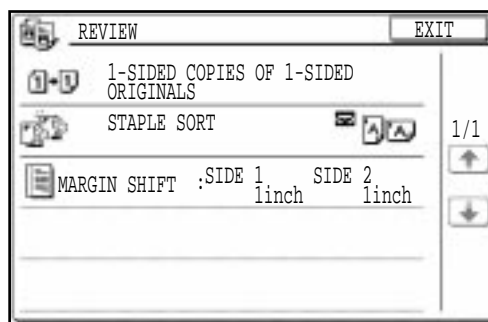 REVIEW EXIT
1-SIDED COPIES OF 1-SIDED
ORIGINALS
STAPLE SORT
1/1
MARGIN SHIFT :SIDE 1 SIDE 2
1inch 1inch